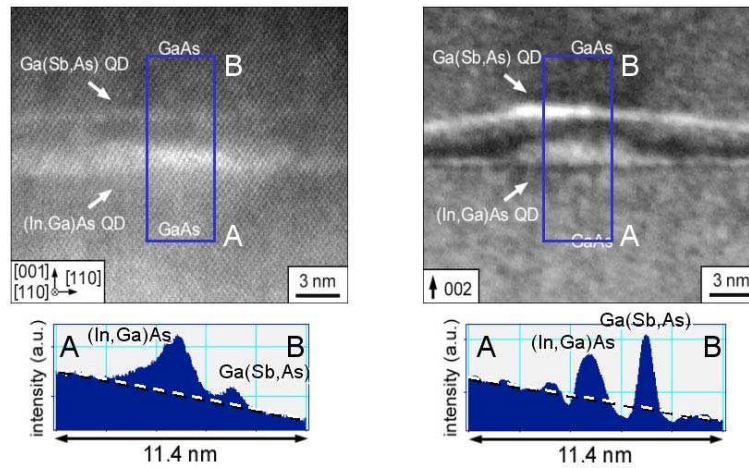 GaAs
B
Ga(Sb,As) QD
(In,Ga)As QD
GaAs
A
[001]
[110]
[110]
3 nm
GaAs
B
Ga(Sb,As) QD
(In,Ga)As QD
GaAs
A
002
3 nm
intensity (a.u.)
A
(In,Ga)As
Ga(Sb,As)
B
11.4 nm
intensity (a.u.)
A
(In,Ga)As
Ga(Sb,As)
B
11.4 nm